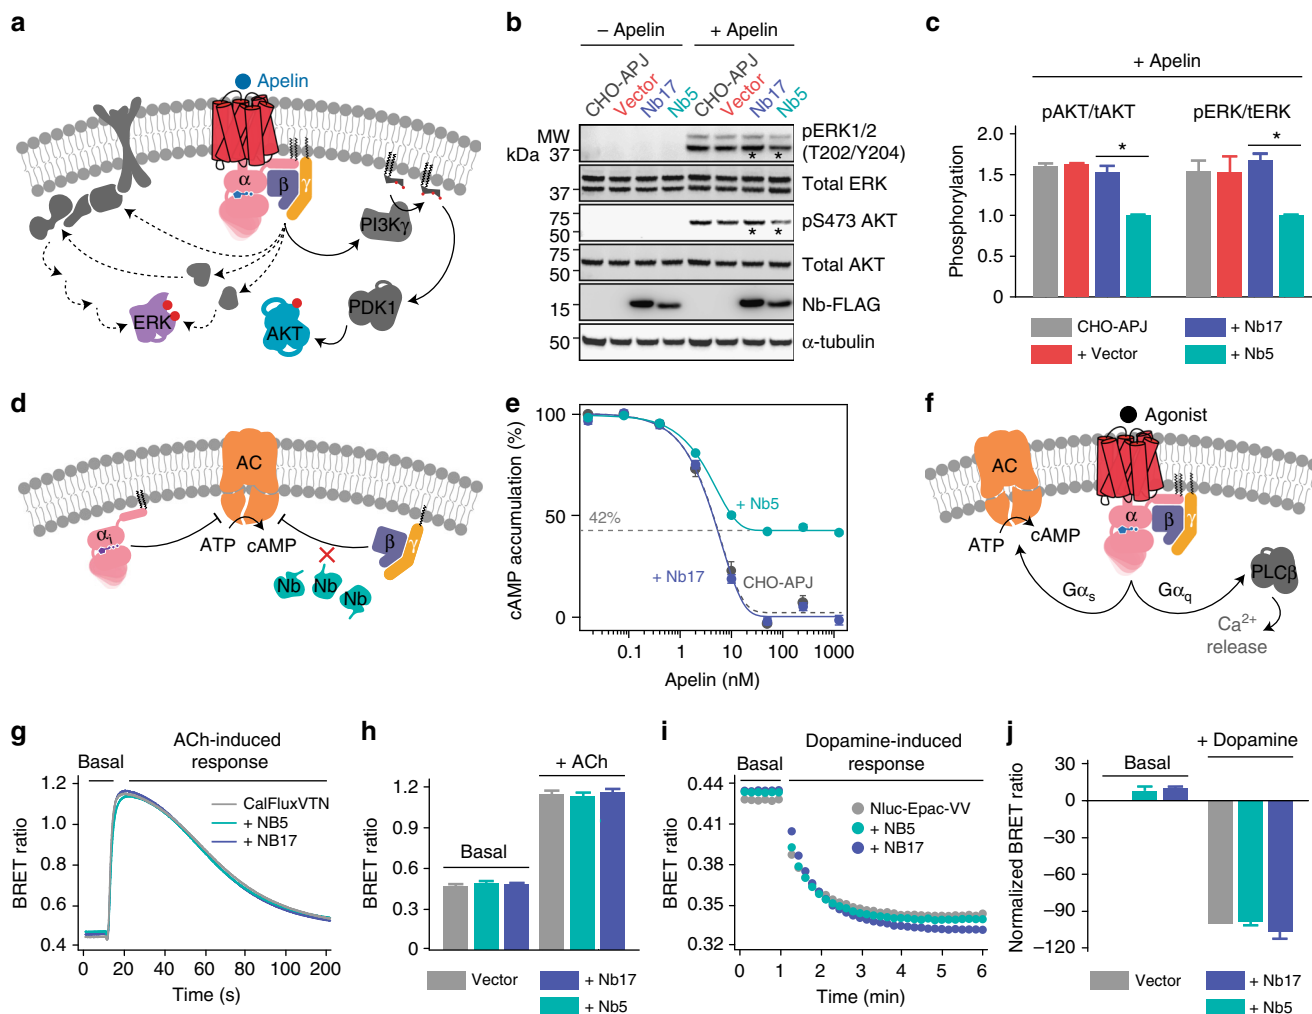 a
Apelin
α
β
γ
PI3Kγ
PDK1
ERK
AKT
b
– Apelin
+ Apelin
CHO-APJ
Vector
Nb17
Nb5
CHO-APJ
Vector
Nb17
Nb5
MW
kDa
37
pERK1/2
(T202/Y204)
* *
37
Total ERK
75
50
pS473 AKT
* *
75
50
Total AKT
15
Nb-FLAG
50
α-tubulin
c
+ Apelin
pAKT/tAKT
pERK/tERK
*
*
Phosphorylation
2.0
1.5
1.0
0
CHO-APJ
+ Vector
+ Nb17
+ Nb5
d
AC
αi
ATP
cAMP
β
γ
Nb
Nb
Nb
e
cAMP accumulation (%)
100
50
0
42%
+ Nb5
+ Nb17
CHO-APJ
0.1
1
10
100
1000
Apelin (nM)
f
Agonist
AC
α
β
γ
ATP
cAMP
PLCβ
Gαs
Gαq
Ca2+
release
g
ACh-induced
response
Basal
BRET ratio
1.2
1.0
0.8
0.6
0.4
CalFluxVTN
+ NB5
+ NB17
0
20
60
100
160
200
Time (s)
h
+ ACh
Basal
BRET ratio
1.2
0.9
0.6
0.3
0
Vector
+ Nb17
+ Nb5
i
Dopamine-induced
response
Basal
BRET ratio
0.44
0.41
0.38
0.35
0.32
Nluc-Epac-VV
+ NB5
+ NB17
0
1
2
3
4
5
6
Time (min)
j
+ Dopamine
Basal
Normalized BRET ratio
30
0
–30
–60
–90
–120
Vector
+ Nb17
+ Nb5